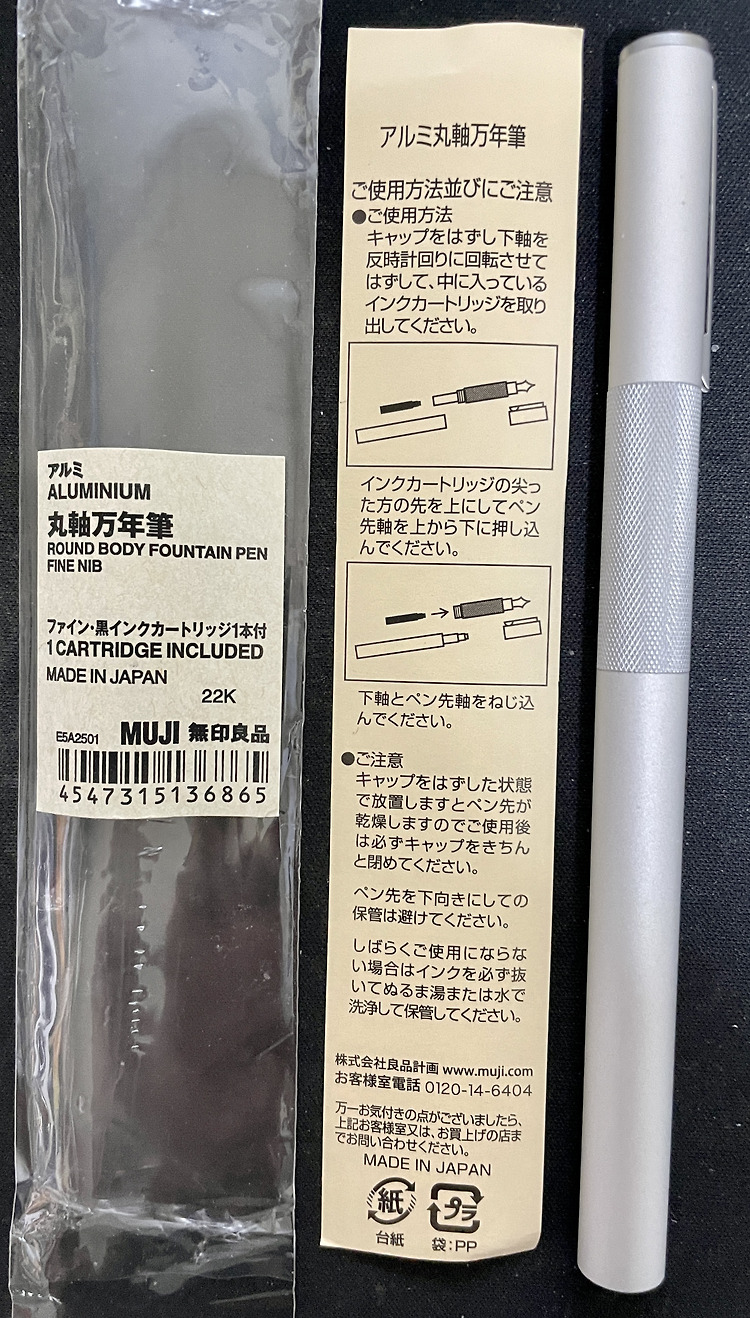 アルミ
ALUMINIUM
丸軸万年筆
ROUND BODY FOUNTAIN PEN
FINE NIB
ファイン・黒インクカートリッジ1本付
1 CARTRIDGE INCLUDED
MADE IN JAPAN
22K
E5A2501 MUJI 無印良品
4547315136865
アルミ丸軸万年筆
ご使用方法並びにご注意
●ご使用方法
キャップをはずし下軸を
反時計回りに回転させて
はずして、中に入っている
インクカートリッジを取り
出してください。
インクカートリッジの尖っ
た方の先を上にしてペン
先軸を上から下に押し込
んでください。
下軸とペン先軸をねじ込
んでください。
●ご注意
キャップをはずした状態
で放置しますとペン先が
乾燥しますのでご使用後
は必ずキャップをきちん
と閉めてください。
ペン先を下向きにしての
保管は避けてください。
しばらくご使用にならな
い場合はインクを必ず抜
いてぬるま湯または水で
洗浄して保管してください。
株式会社良品計画 www.muji.com
お客様室電話 0120-14-6404
万一お気付きの点がございましたら、
上記お客様室又は、お買上げの店ま
でお問い合わせください。
MADE IN JAPAN
紙 プラ
台紙 袋:PP